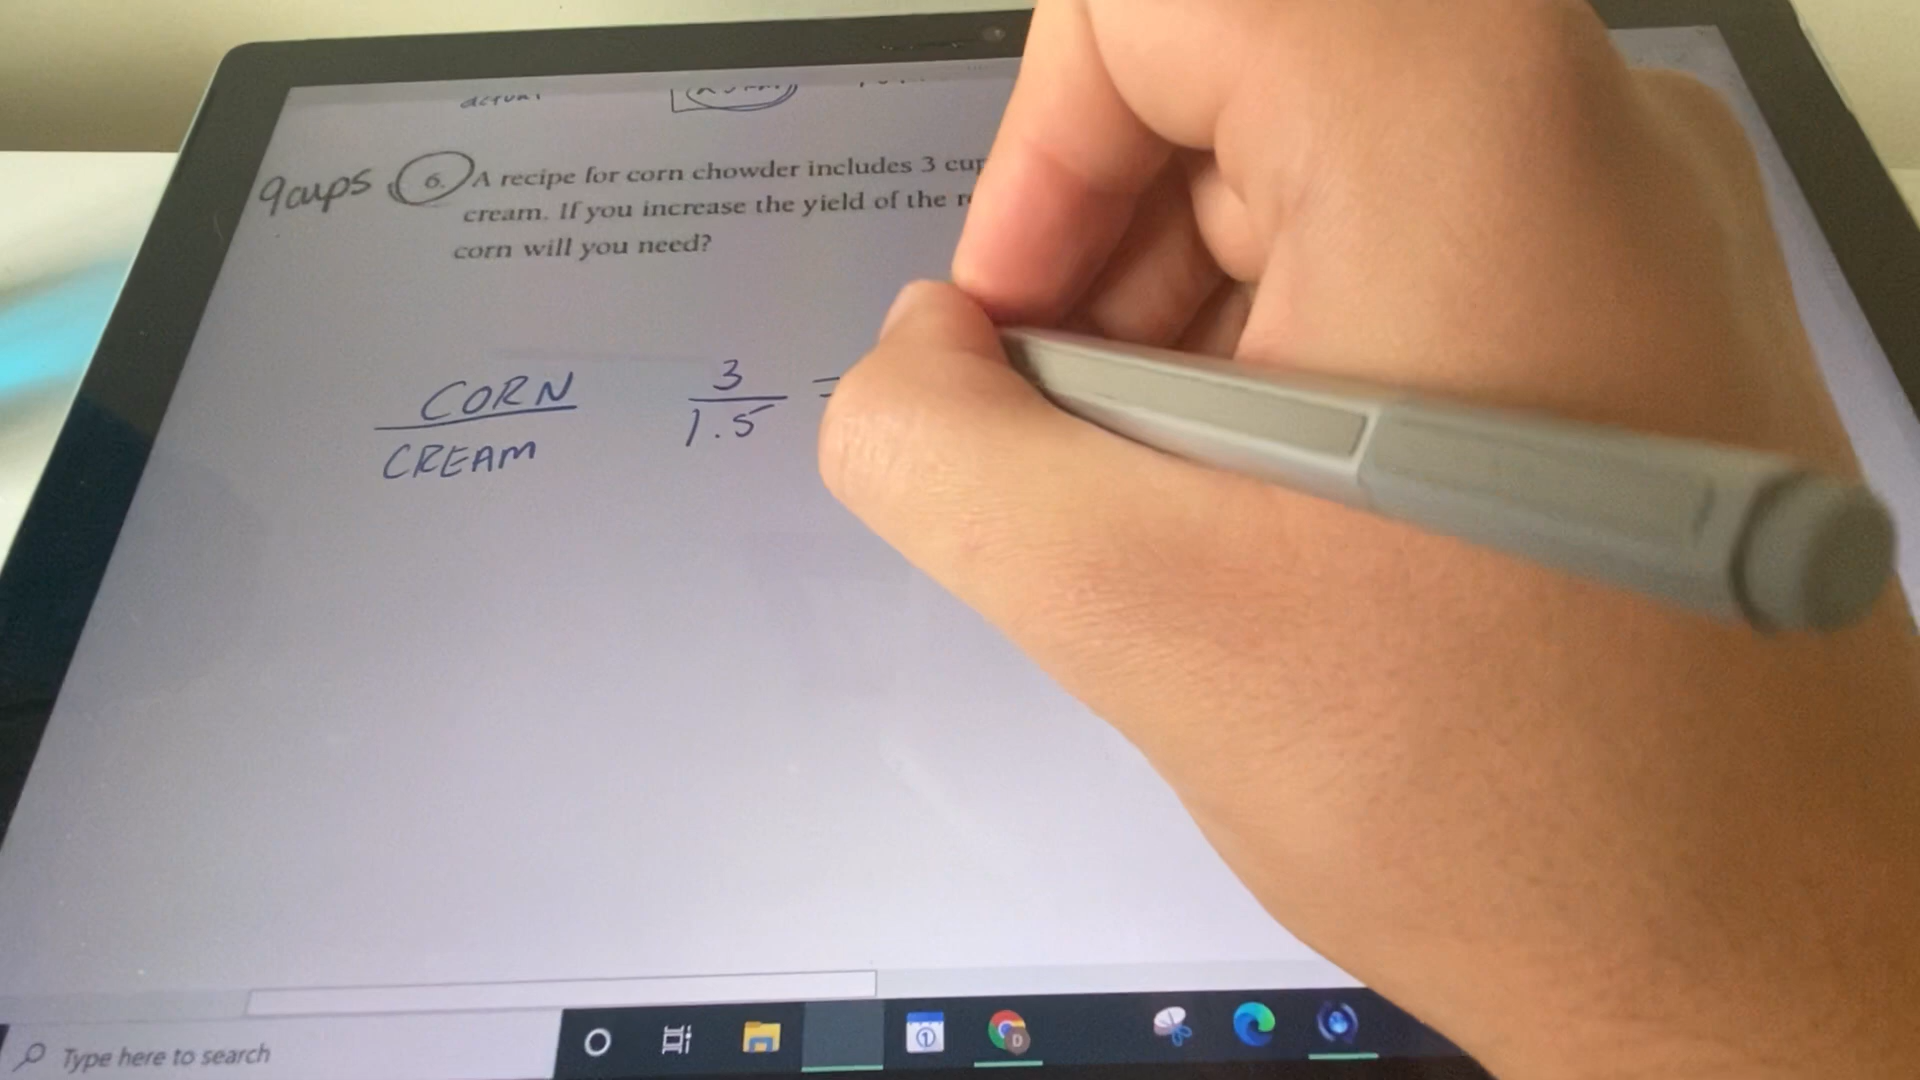 9cups 6. A recipe for corn chowder includes 3
cream. If you increase the yield of the
corn will you need?
CORN 3 =
CREAM 1.5
Type here to search